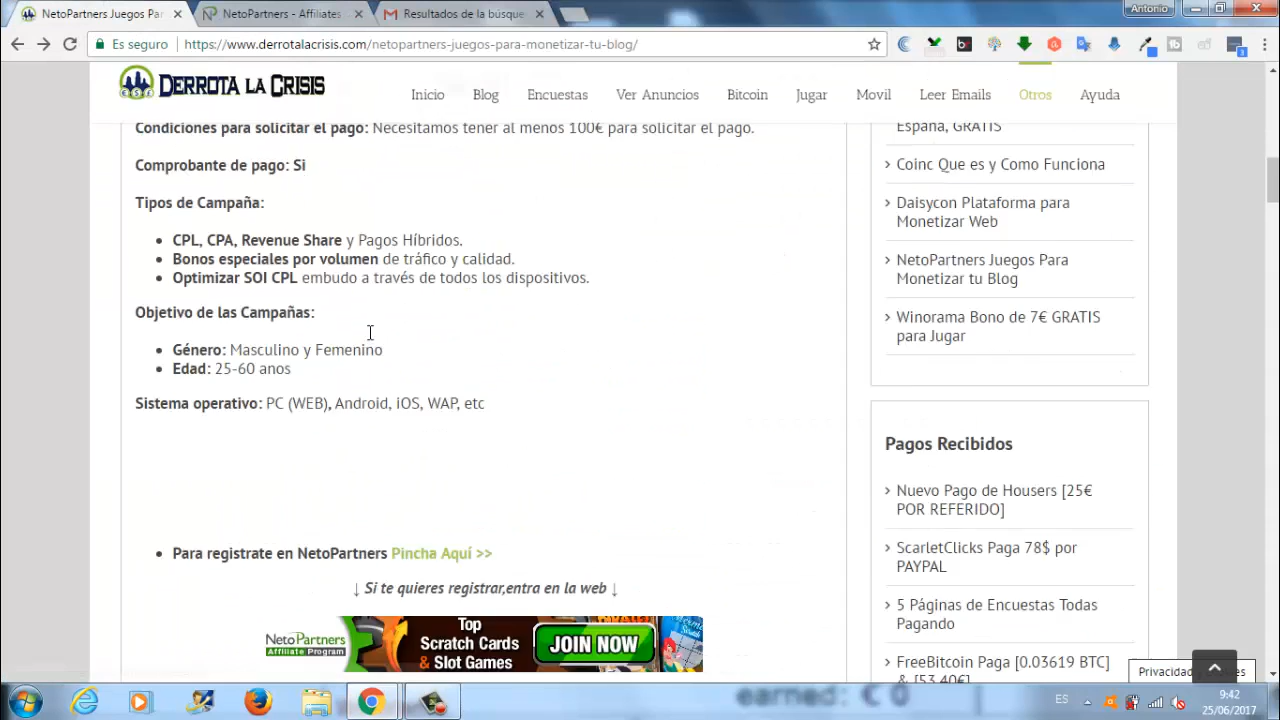 NetoPartners Juegos Par
NetoPartners - Affiliates
Resultados de la búsque
Antonio
Es seguro
https://www.derrotalacrisis.com/netopartners-juegos-para-monetizar-tu-blog/
DERROTA LA CRISIS
Inicio Blog Encuestas Ver Anuncios Bitcoin Jugar Movil Leer Emails Otros Ayuda
Condiciones para solicitar el pago: Necesitamos tener al menos 100€ para solicitar el pago.
Comprobante de pago: Si
Tipos de Campaña:
• CPL, CPA, Revenue Share y Pagos Híbridos.
• Bonos especiales por volumen de tráfico y calidad.
• Optimizar SOI CPL embudo a través de todos los dispositivos.
Objetivo de las Campañas:
• Género: Masculino y Femenino
• Edad: 25-60 anos
Sistema operativo: PC (WEB), Android, iOS, WAP, etc
• Para registrate en NetoPartners Pincha Aquí >>
↓ Si te quieres registrar,entra en la web ↓
NetoPartners
Affiliate Program
Top
Scratch Cards
& Slot Games
JOIN NOW
España, GRATIS
Coinc Que es y Como Funciona
Daisycon Plataforma para
Monetizar Web
NetoPartners Juegos Para
Monetizar tu Blog
Winorama Bono de 7€ GRATIS
para Jugar
Pagos Recibidos
Nuevo Pago de Housers [25€
POR REFERIDO]
ScarletClicks Paga 78$ por
PAYPAL
5 Páginas de Encuestas Todas
Pagando
FreeBitcoin Paga [0.03619 BTC]
& [53.40€]
earned: € 0
ES
9:42
25/06/2017